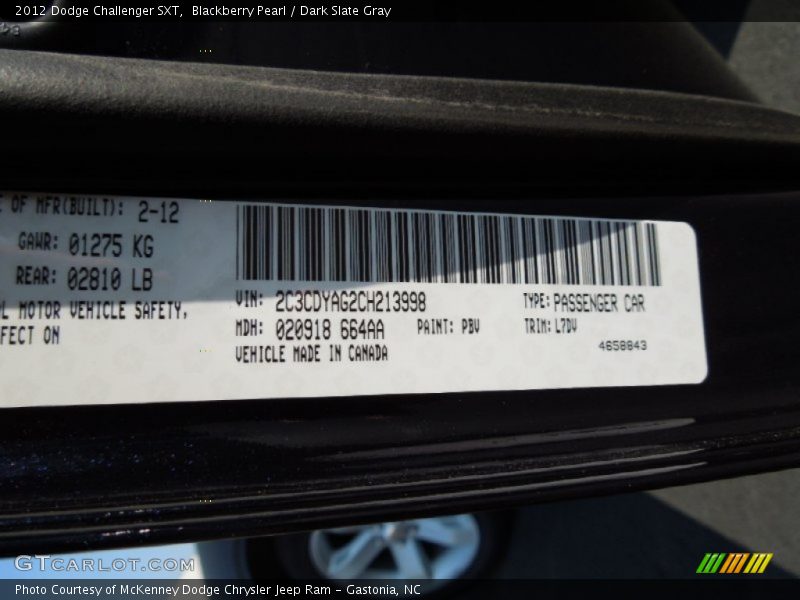 2012 Dodge Challenger SXT, Blackberry Pearl / Dark Slate Gray
E OF MFR(BUILT): 2-12
GAWR: 01275 KG
REAR: 02810 LB
L MOTOR VEHICLE SAFETY,
FECT ON
VIN: 2C3CDYAG2CH213998
TYPE: PASSENGER CAR
MDH: 020918 664AA
PAINT: PBV
TRIM: L7DV
VEHICLE MADE IN CANADA
4658843
GTCARLOT.COM
Photo Courtesy of McKenney Dodge Chrysler Jeep Ram - Gastonia, NC